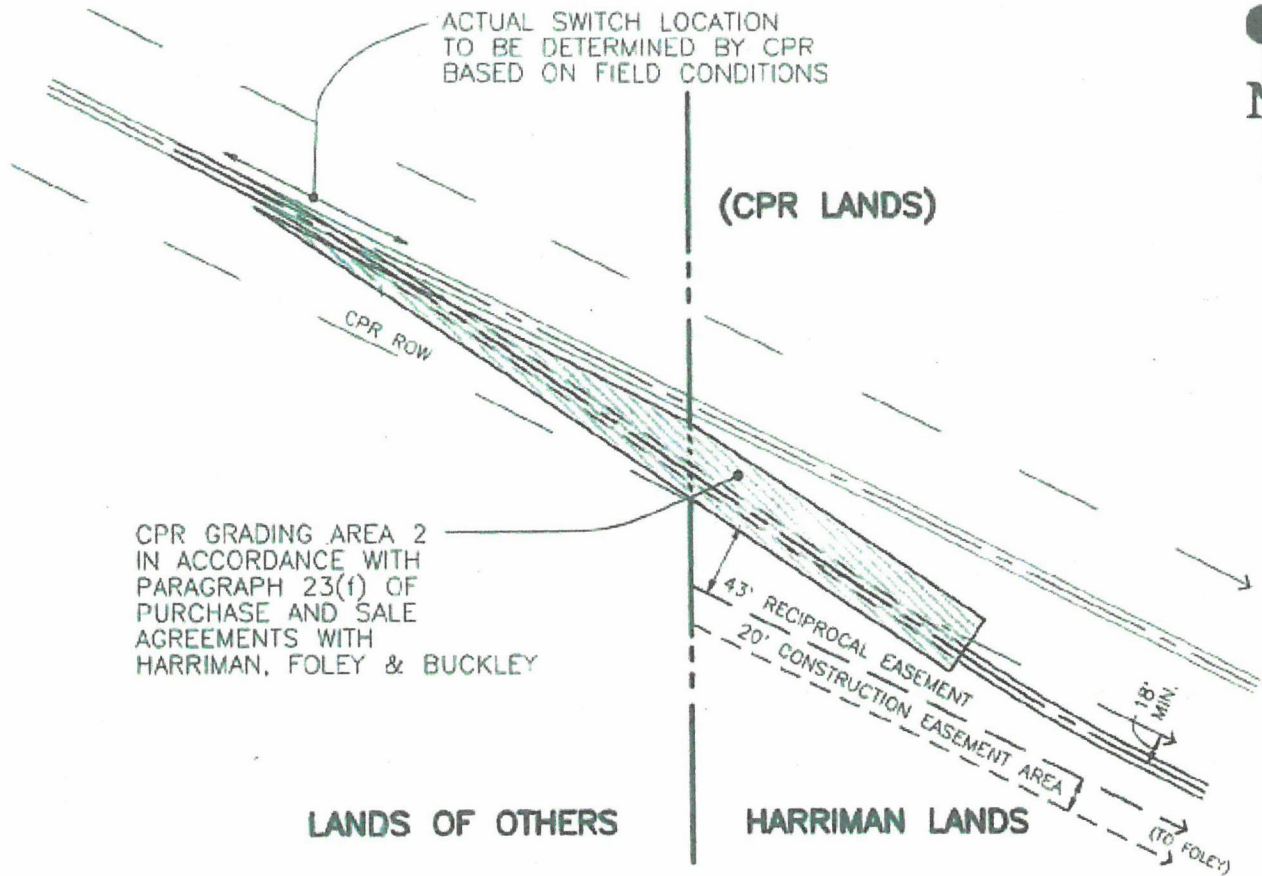 ACTUAL SWITCH LOCATION
TO BE DETERMINED BY CPR
BASED ON FIELD CONDITIONS
N
(CPR LANDS)
CPR ROW
CPR GRADING AREA 2
IN ACCORDANCE WITH
PARAGRAPH 23(f) OF
PURCHASE AND SALE
AGREEMENTS WITH
HARRIMAN, FOLEY & BUCKLEY
43' RECIPROCAL EASEMENT
20' CONSTRUCTION EASEMENT AREA
18'
MIN.
LANDS OF OTHERS
HARRIMAN LANDS
(TO FOLEY)